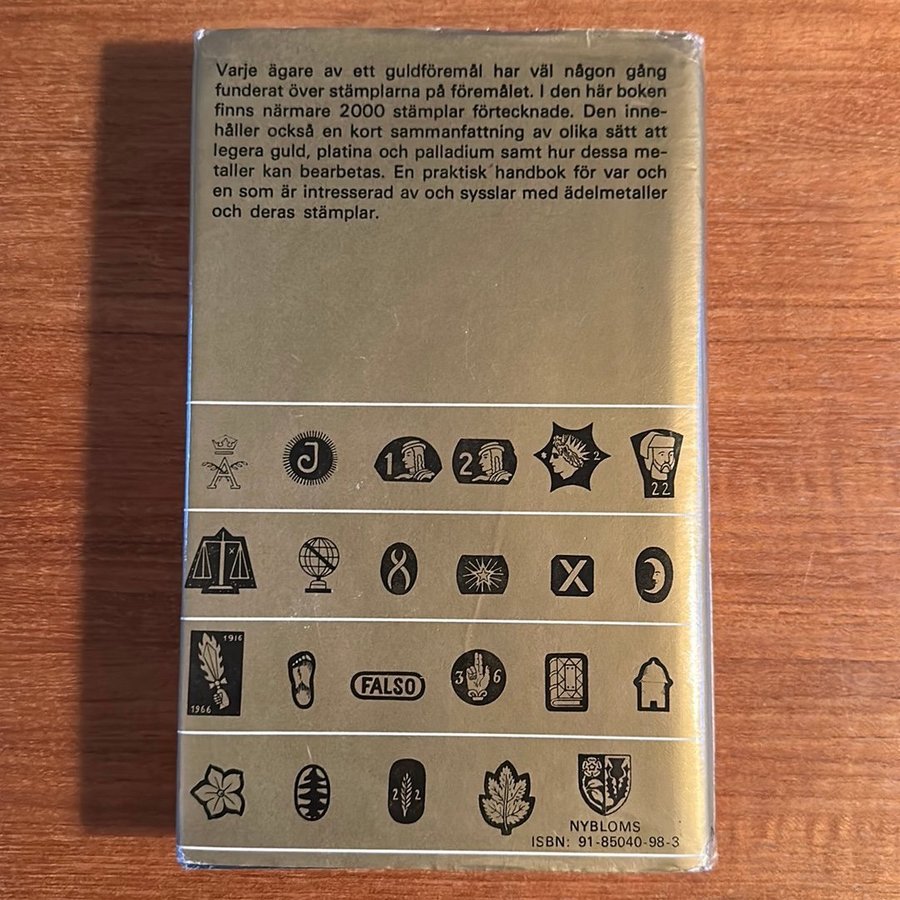 Varje ägare av ett guldföremål har väl någon gång
funderat över stämplarna på föremålet. I den här boken
finns närmare 2000 stämplar förtecknade. Den inne-
håller också en kort sammanfattning av olika sätt att
legera guld, platina och palladium samt hur dessa me-
taller kan bearbetas. En praktisk handbok för var och
en som är intresserad av och sysslar med ädelmetaller
och deras stämplar.
A J 1 2 2 22
X
1916
1966 FALSO 3 6
2 2
NYBLOMS
ISBN: 91-85040-98-3